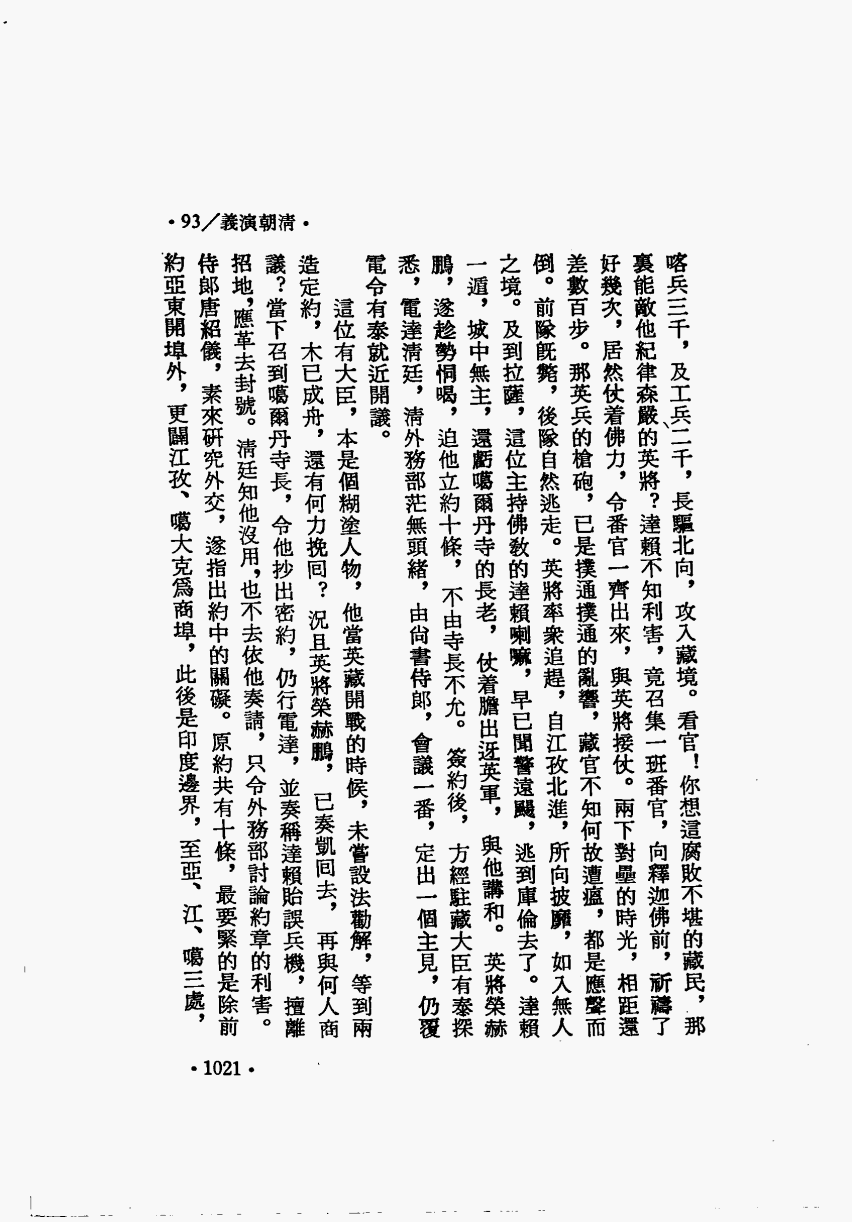 ·93／義演朝清·
喀兵三千，及工兵二千，長驅北向，攻入藏境。看官！你想這腐敗不堪的藏民，那
裏能敵他紀律森嚴的英將？達賴不知利害，竟召集一班番官，向釋迦佛前，祈禱了
好幾次，居然仗着佛力，令番官一齊出來，與英將接仗。兩下對壘的時光，相距還
差數百步。那英兵的槍砲，已是撲通撲通的亂響，藏官不知何故遭瘟，都是應聲而
倒。前隊旣斃，後隊自然逃走。英將率衆追趕，自江孜北進，所向披靡，如入無人
之境。及到拉薩，這位主持佛敎的達賴喇嘛，早已聞警遠颺，逃到庫倫去了。達賴
一遁，城中無主，還虧噶爾丹寺的長老，仗着膽出迓英軍，與他講和。英將榮赫
鵬，遂趁勢恫喝，迫他立約十條，不由寺長不允。簽約後，方經駐藏大臣有泰探
悉，電達淸廷，淸外務部茫無頭緒，由尙書侍郎，會議一番，定出一個主見，仍覆
電令有泰就近開議。
這位有大臣，本是個糊塗人物，他當英藏開戰的時候，未嘗設法勸解，等到兩
造定約，木已成舟，還有何力挽囘？況且英將榮赫鵬，已奏凱囘去，再與何人商
議？當下召到噶爾丹寺長，令他抄出密約，仍行電達，並奏稱達賴貽誤兵機，擅離
招地，應革去封號。淸廷知他沒用，也不去依他奏請，只令外務部討論約章的利害。
侍郎唐紹儀，素來硏究外交，遂指出約中的關礙。原約共有十條，最要緊的是除前
約亞東開埠外，更闢江孜、噶大克爲商埠，此後是印度邊界，至亞、江、噶三處，
·1021·